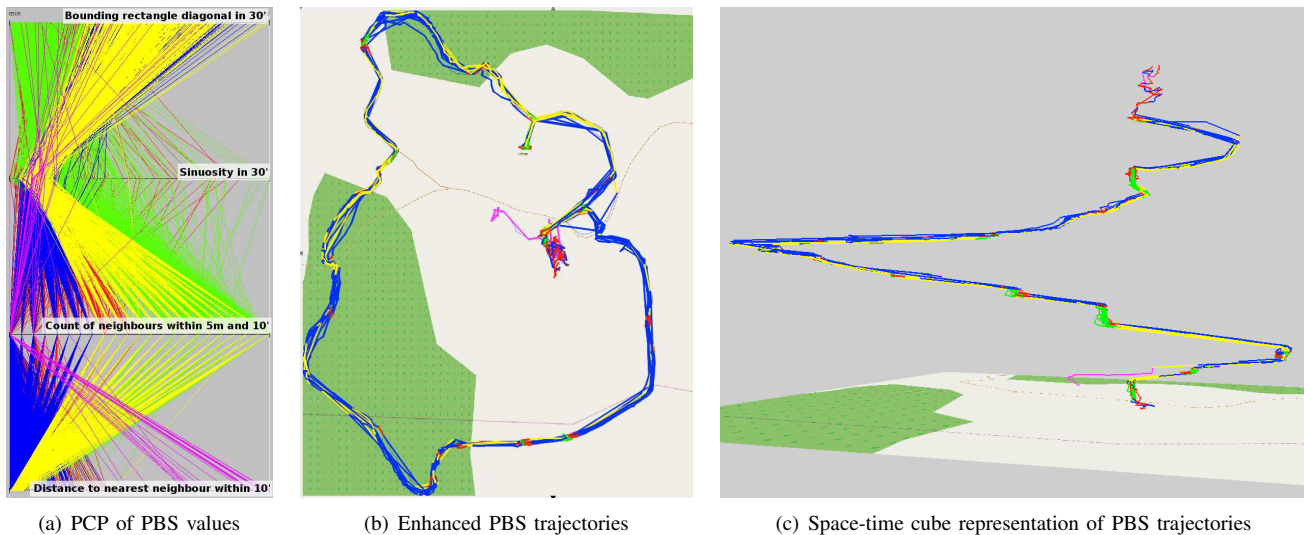 min
Bounding rectangle diagonal in 30'
Sinuosity in 30'
Count of neighbours within 5m and 10'
Distance to nearest neighbour within 10'
(a) PCP of PBS values
(b) Enhanced PBS trajectories
(c) Space-time cube representation of PBS trajectories